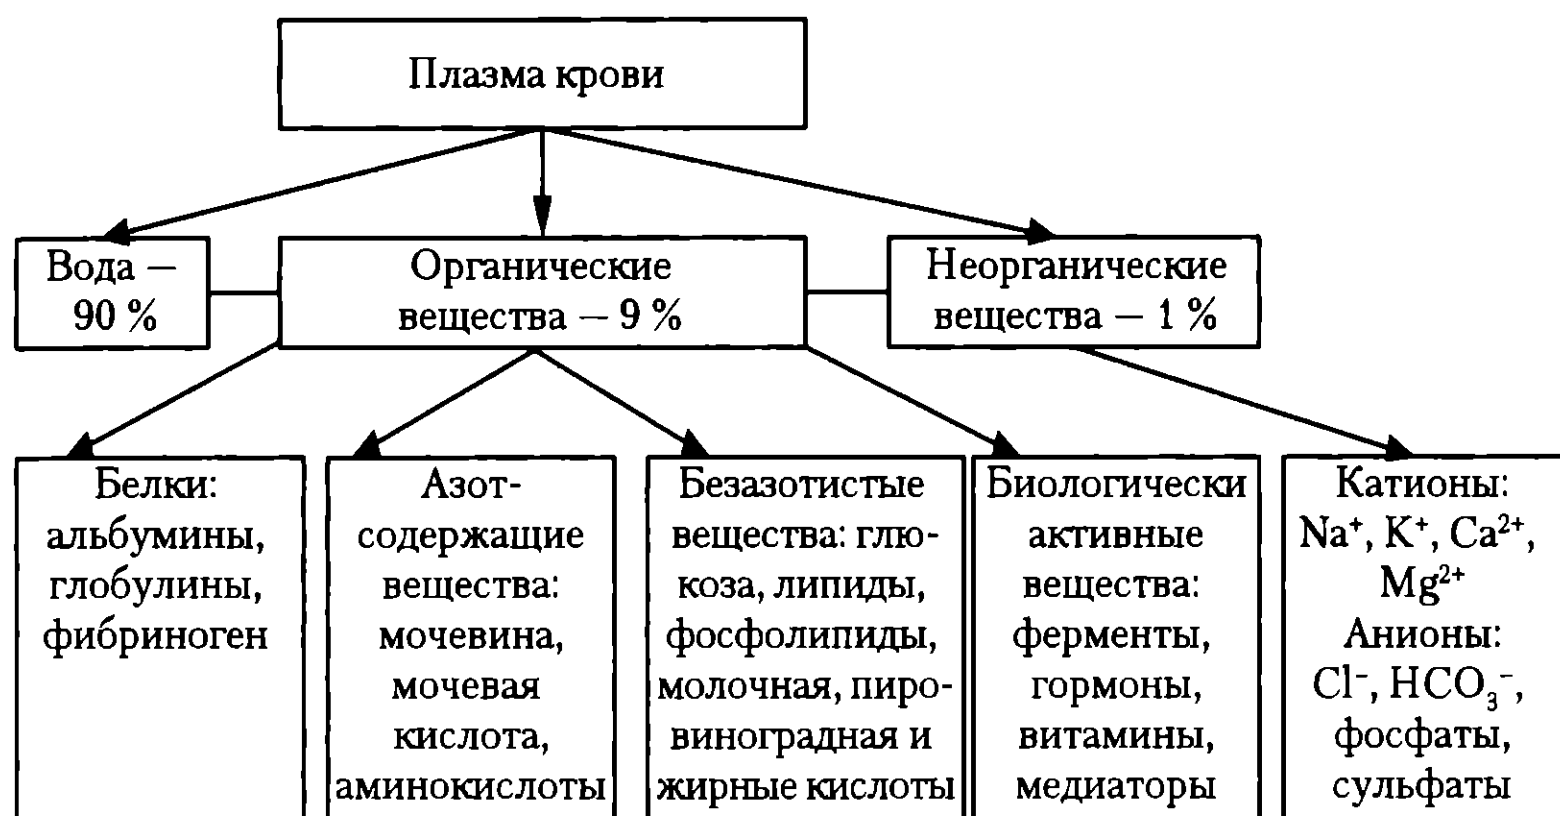 Плазма крови
Вода —
90 %
Органические
вещества — 9 %
Неорганические
вещества — 1 %
Белки:
альбумины,
глобулины,
фибриноген
Азот-
содержащие
вещества:
мочевина,
мочевая
кислота,
аминокислоты
Безазотистые
вещества: глю-
коза, липиды,
фосфолипиды,
молочная, пиро-
виноградная и
жирные кислоты
Биологически
активные
вещества:
ферменты,
гормоны,
витамины,
медиаторы
Катионы:
Na⁺, K⁺, Ca²⁺,
Mg²⁺
Анионы:
Cl⁻, HCO₃⁻,
фосфаты,
сульфаты